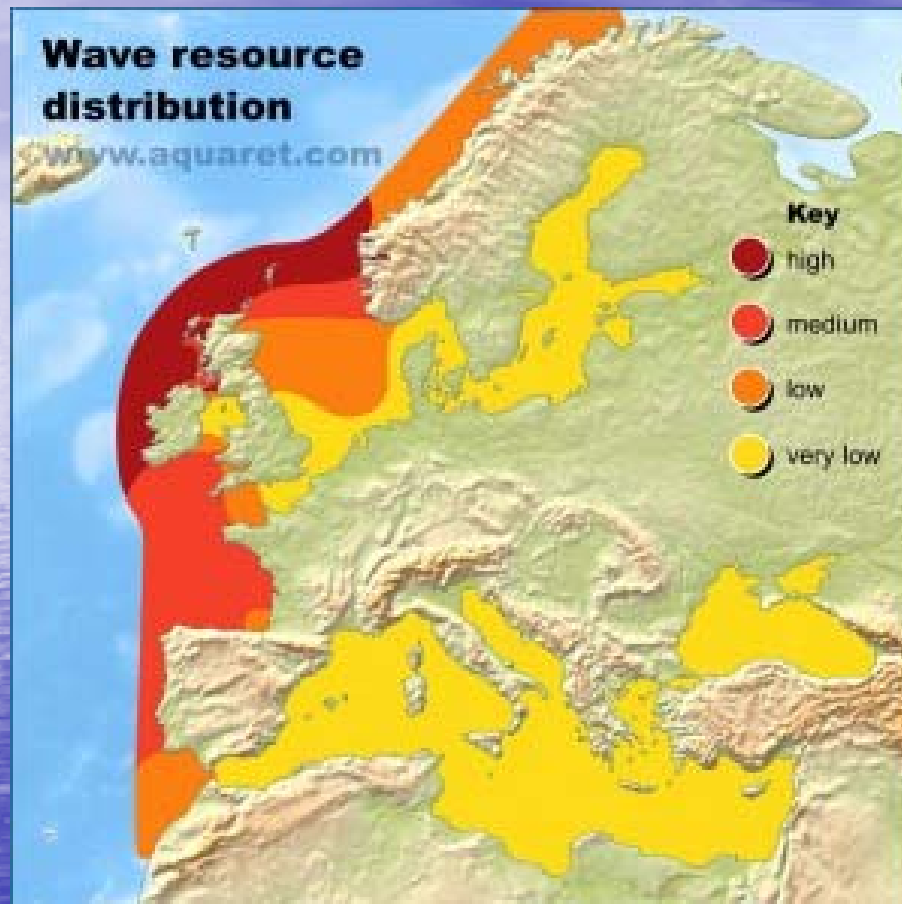 Wave resource
distribution
©www.aquaret.com
Key
high
medium
low
very low